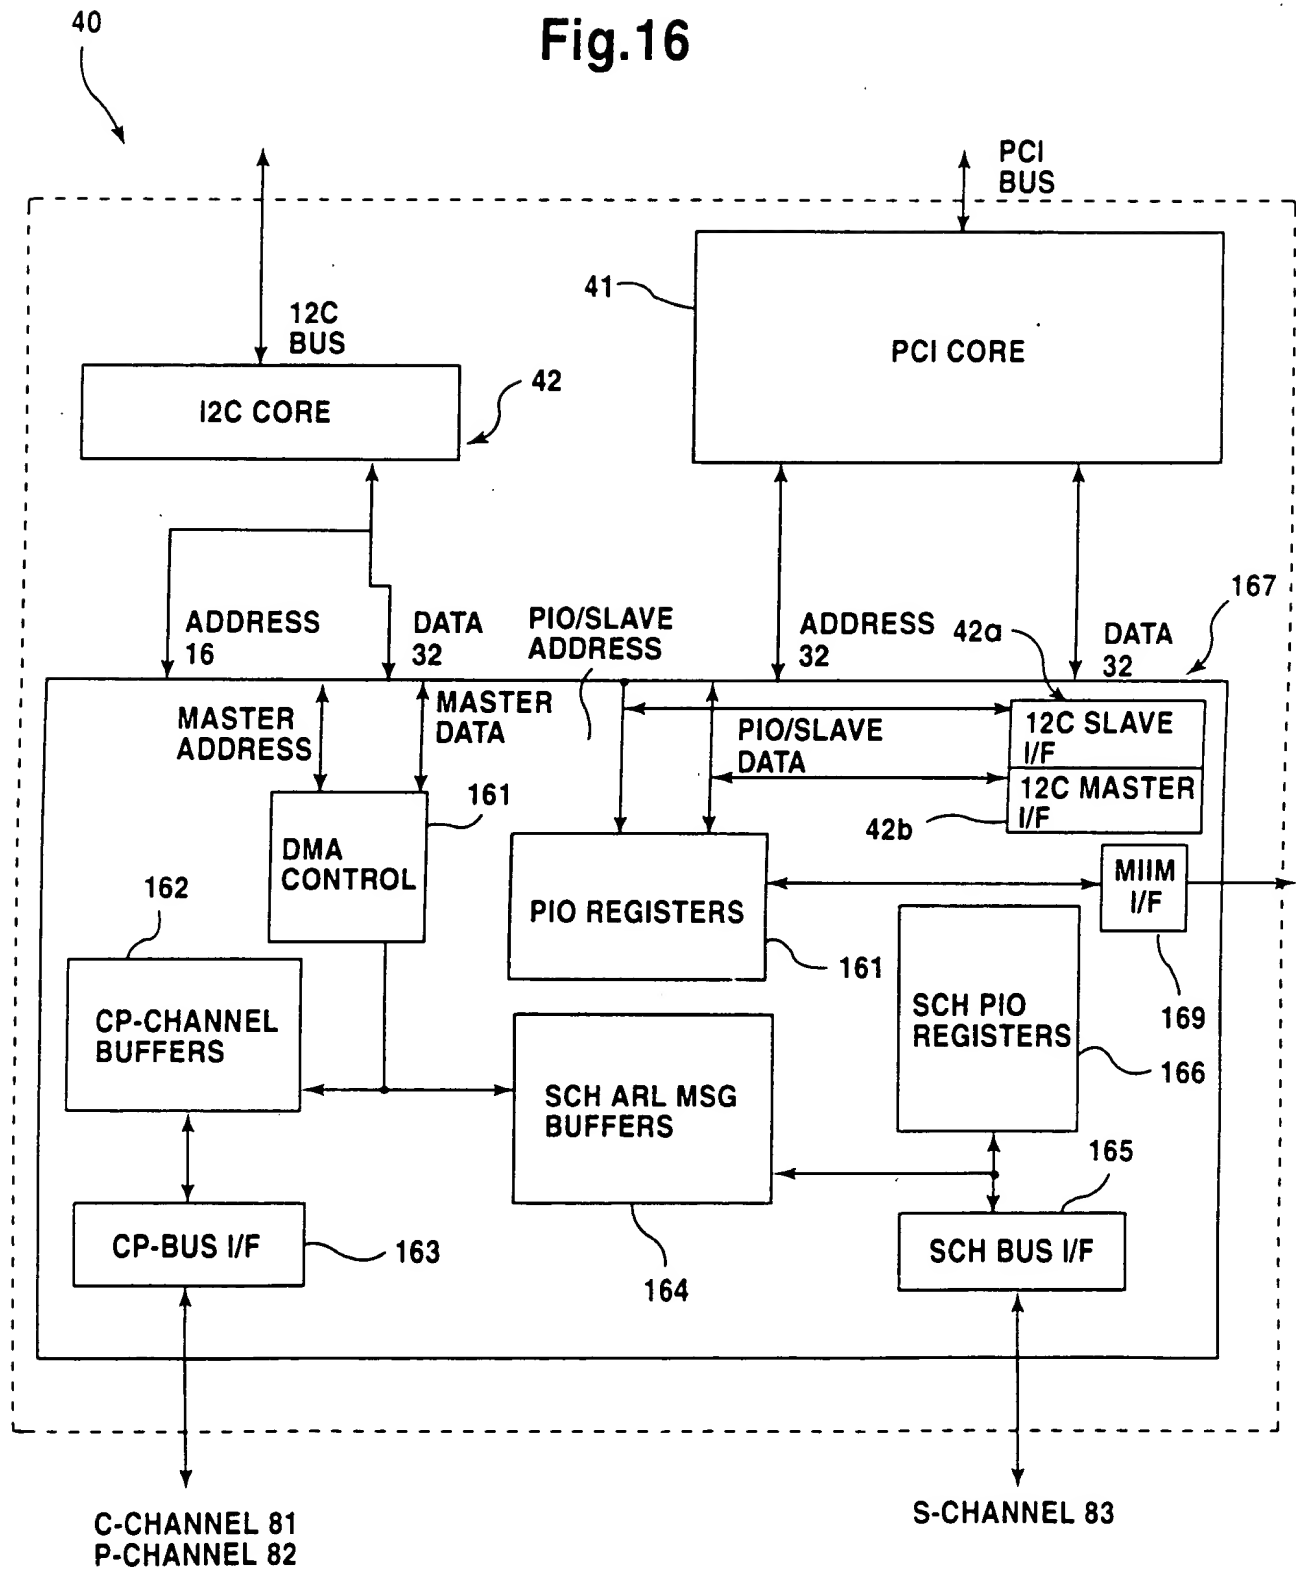 40
Fig.16
PCI
BUS
41
PCI CORE
12C
BUS
I2C CORE
42
ADDRESS
16
DATA
32
PIO/SLAVE
ADDRESS
ADDRESS
32
42a
DATA
32
167
MASTER
ADDRESS
MASTER
DATA
PIO/SLAVE
DATA
12C SLAVE
I/F
12C MASTER
I/F
42b
161
DMA
CONTROL
162
PIO REGISTERS
161
MIIM
I/F
169
CP-CHANNEL
BUFFERS
SCH ARL MSG
BUFFERS
SCH PIO
REGISTERS
166
165
CP-BUS I/F
163
164
SCH BUS I/F
C-CHANNEL 81
P-CHANNEL 82
S-CHANNEL 83